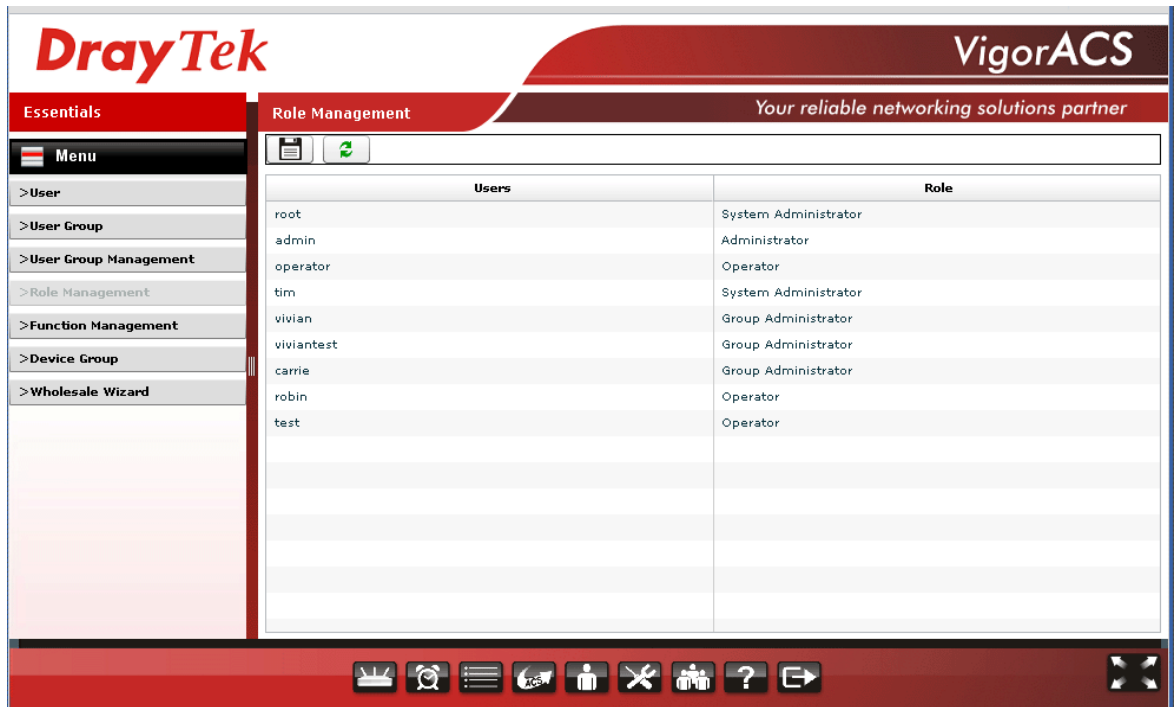 DrayTek
VigorACS
Essentials
Role Management
Your reliable networking solutions partner
Menu
>User
>User Group
>User Group Management
>Role Management
>Function Management
>Device Group
>Wholesale Wizard
Users Role
root System Administrator
admin Administrator
operator Operator
tim System Administrator
vivian Group Administrator
viviantest Group Administrator
carrie Group Administrator
robin Operator
test Operator
ACS
?